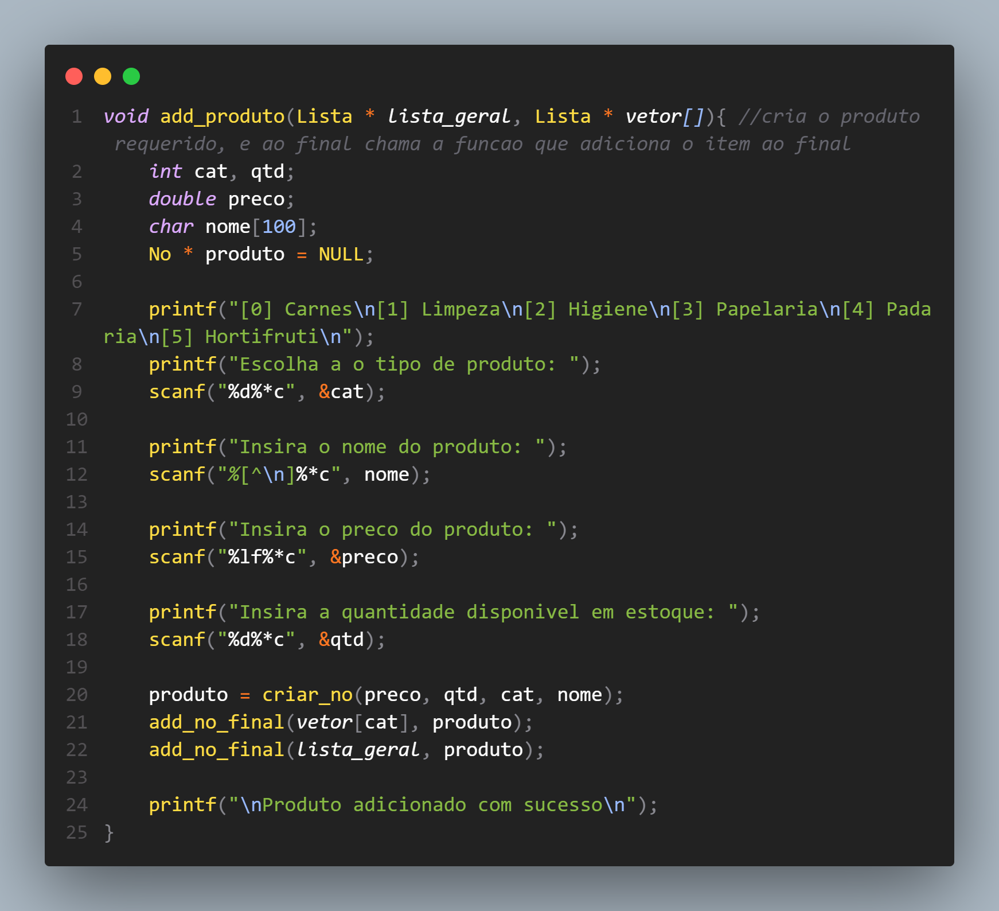 1 void add_produto(Lista * lista_geral, Lista * vetor[]){ //cria o produto
requerido, e ao final chama a funcao que adiciona o item ao final
2     int cat, qtd;
3     double preco;
4     char nome[100];
5     No * produto = NULL;
6
7     printf("[0] Carnes\n[1] Limpeza\n[2] Higiene\n[3] Papelaria\n[4] Pada
ria\n[5] Hortifruti\n");
8     printf("Escolha a o tipo de produto: ");
9     scanf("%d%*c", &cat);
10
11     printf("Insira o nome do produto: ");
12     scanf("%[^\n]%*c", nome);
13
14     printf("Insira o preco do produto: ");
15     scanf("%lf%*c", &preco);
16
17     printf("Insira a quantidade disponivel em estoque: ");
18     scanf("%d%*c", &qtd);
19
20     produto = criar_no(preco, qtd, cat, nome);
21     add_no_final(vetor[cat], produto);
22     add_no_final(lista_geral, produto);
23
24     printf("\nProduto adicionado com sucesso\n");
25 }